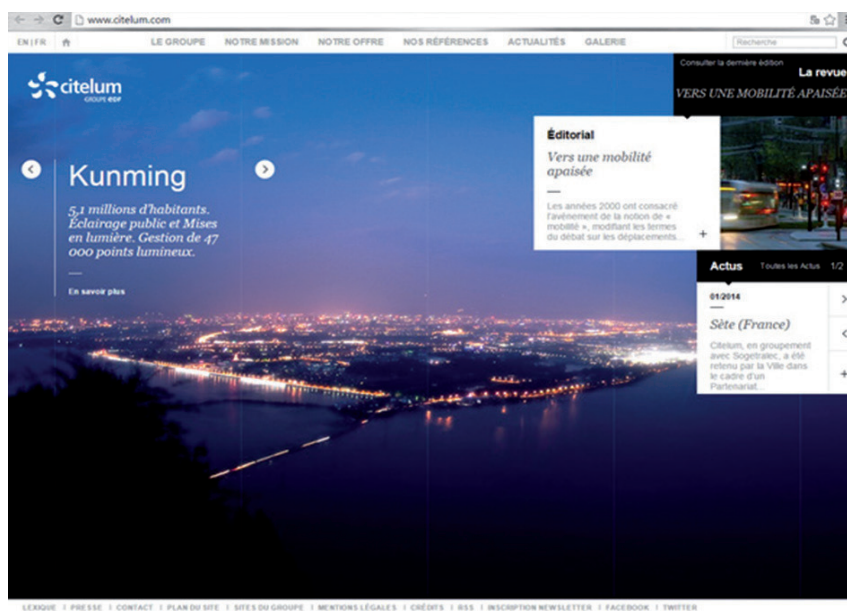 www.citelum.com
EN | FR LE GROUPE NOTRE MISSION NOTRE OFFRE NOS RÉFÉRENCES ACTUALITÉS GALERIE Recherche
citelum
GROUPE EDF
Consulter la dernière édition
La revue
VERS UNE MOBILITÉ APAISÉE
Éditorial
Vers une mobilité
apaisée
Les années 2000 ont consacré
l'avènement de la notion de «
mobilité », modifiant les termes
du débat sur les déplacements...
+
Kunming
5,1 millions d'habitants.
Éclairage public et Mises
en lumière. Gestion de 47
000 points lumineux.
En savoir plus
Actus Toutes les Actus 1/2
01/2014
Sète (France)
Citelum, en groupement
avec Sogetralec, a été
retenu par la Ville dans
le cadre d'un
Partenariat...
+
LEXIQUE | PRESSE | CONTACT | PLAN DU SITE | SITES DU GROUPE | MENTIONS LÉGALES | CRÉDITS | RSS | INSCRIPTION NEWSLETTER | FACEBOOK | TWITTER